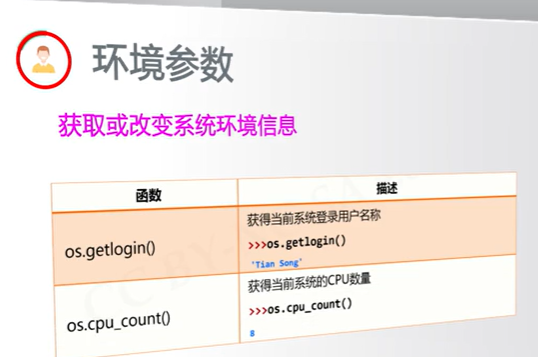 环境参数
获取或改变系统环境信息
函数
描述
os.getlogin()
获得当前系统登录用户名称
>>>os.getlogin()
'Tian Song'
os.cpu_count()
获得当前系统的CPU数量
>>>os.cpu_count()
8